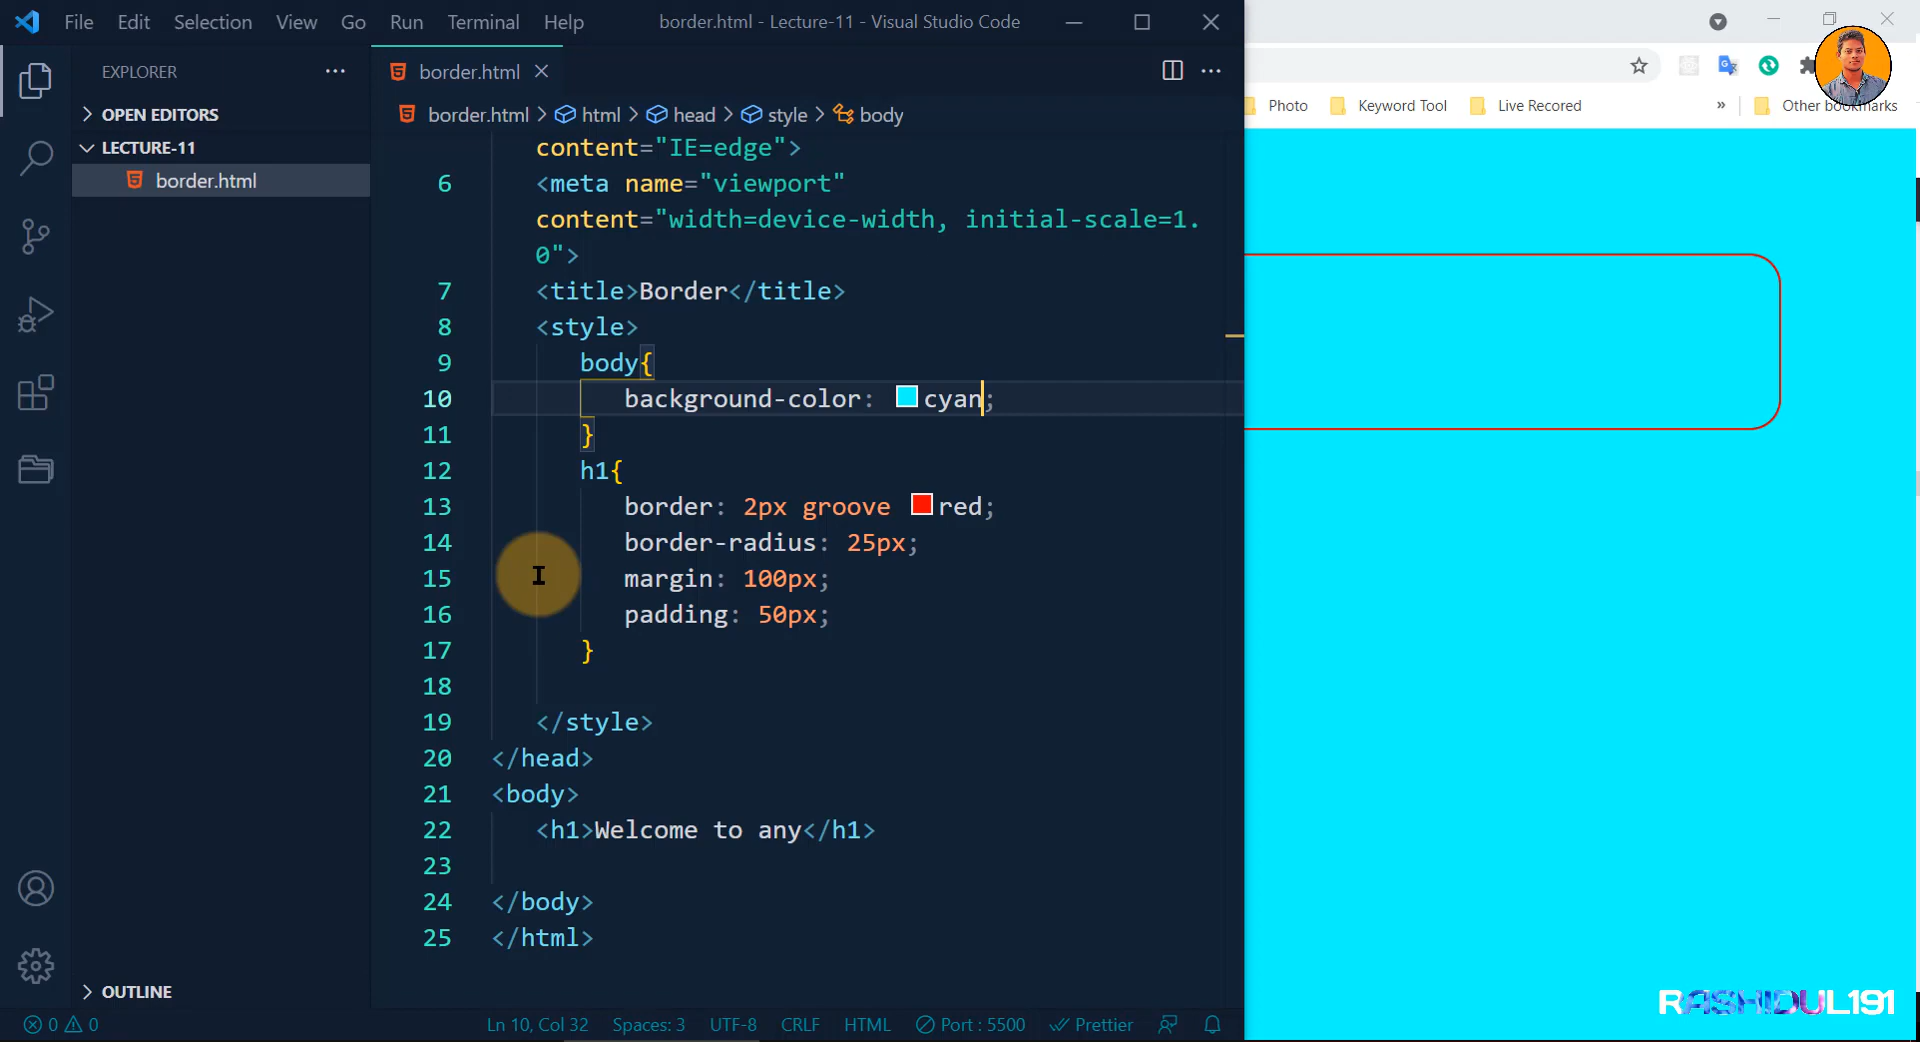 File Edit Selection View Go Run Terminal Help border.html - Lecture-11 - Visual Studio Code
EXPLORER
border.html
OPEN EDITORS
LECTURE-11
border.html
border.html > html > head > style > body
content="IE=edge">
6 <meta name="viewport"
content="width=device-width, initial-scale=1.
0">
7 <title>Border</title>
8 <style>
9 body{
10 background-color: cyan;
11 }
12 h1{
13 border: 2px groove red;
14 border-radius: 25px;
15 margin: 100px;
16 padding: 50px;
17 }
18
19 </style>
20 </head>
21 <body>
22 <h1>Welcome to any</h1>
23
24 </body>
25 </html>
OUTLINE
0 0 Ln 10, Col 32 Spaces: 3 UTF-8 CRLF HTML Port : 5500 Prettier
Photo Keyword Tool Live Recored » Other bookmarks
RASHIDUL191